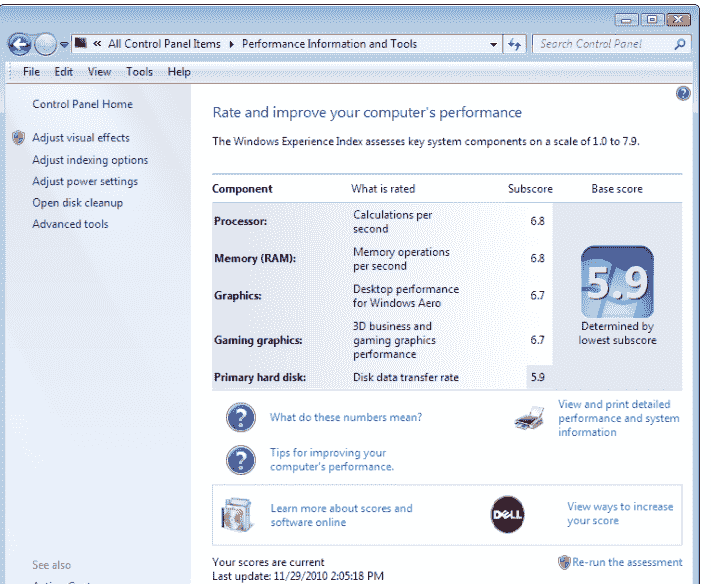 « All Control Panel Items ▸ Performance Information and Tools
Search Control Panel
File Edit View Tools Help
Control Panel Home
Adjust visual effects
Adjust indexing options
Adjust power settings
Open disk cleanup
Advanced tools
Rate and improve your computer's performance
The Windows Experience Index assesses key system components on a scale of 1.0 to 7.9.
Component What is rated Subscore Base score
Processor: Calculations per
second 6.8
Memory (RAM): Memory operations
per second 6.8
Graphics: Desktop performance
for Windows Aero 6.7
Gaming graphics: 3D business and
gaming graphics
performance 6.7
Primary hard disk: Disk data transfer rate 5.9
5.9
Determined by
lowest subscore
What do these numbers mean?
View and print detailed
performance and system
information
Tips for improving your
computer's performance.
Learn more about scores and
software online
DELL
View ways to increase
your score
Your scores are current
Last update: 11/29/2010 2:05:18 PM
Re-run the assessment
See also